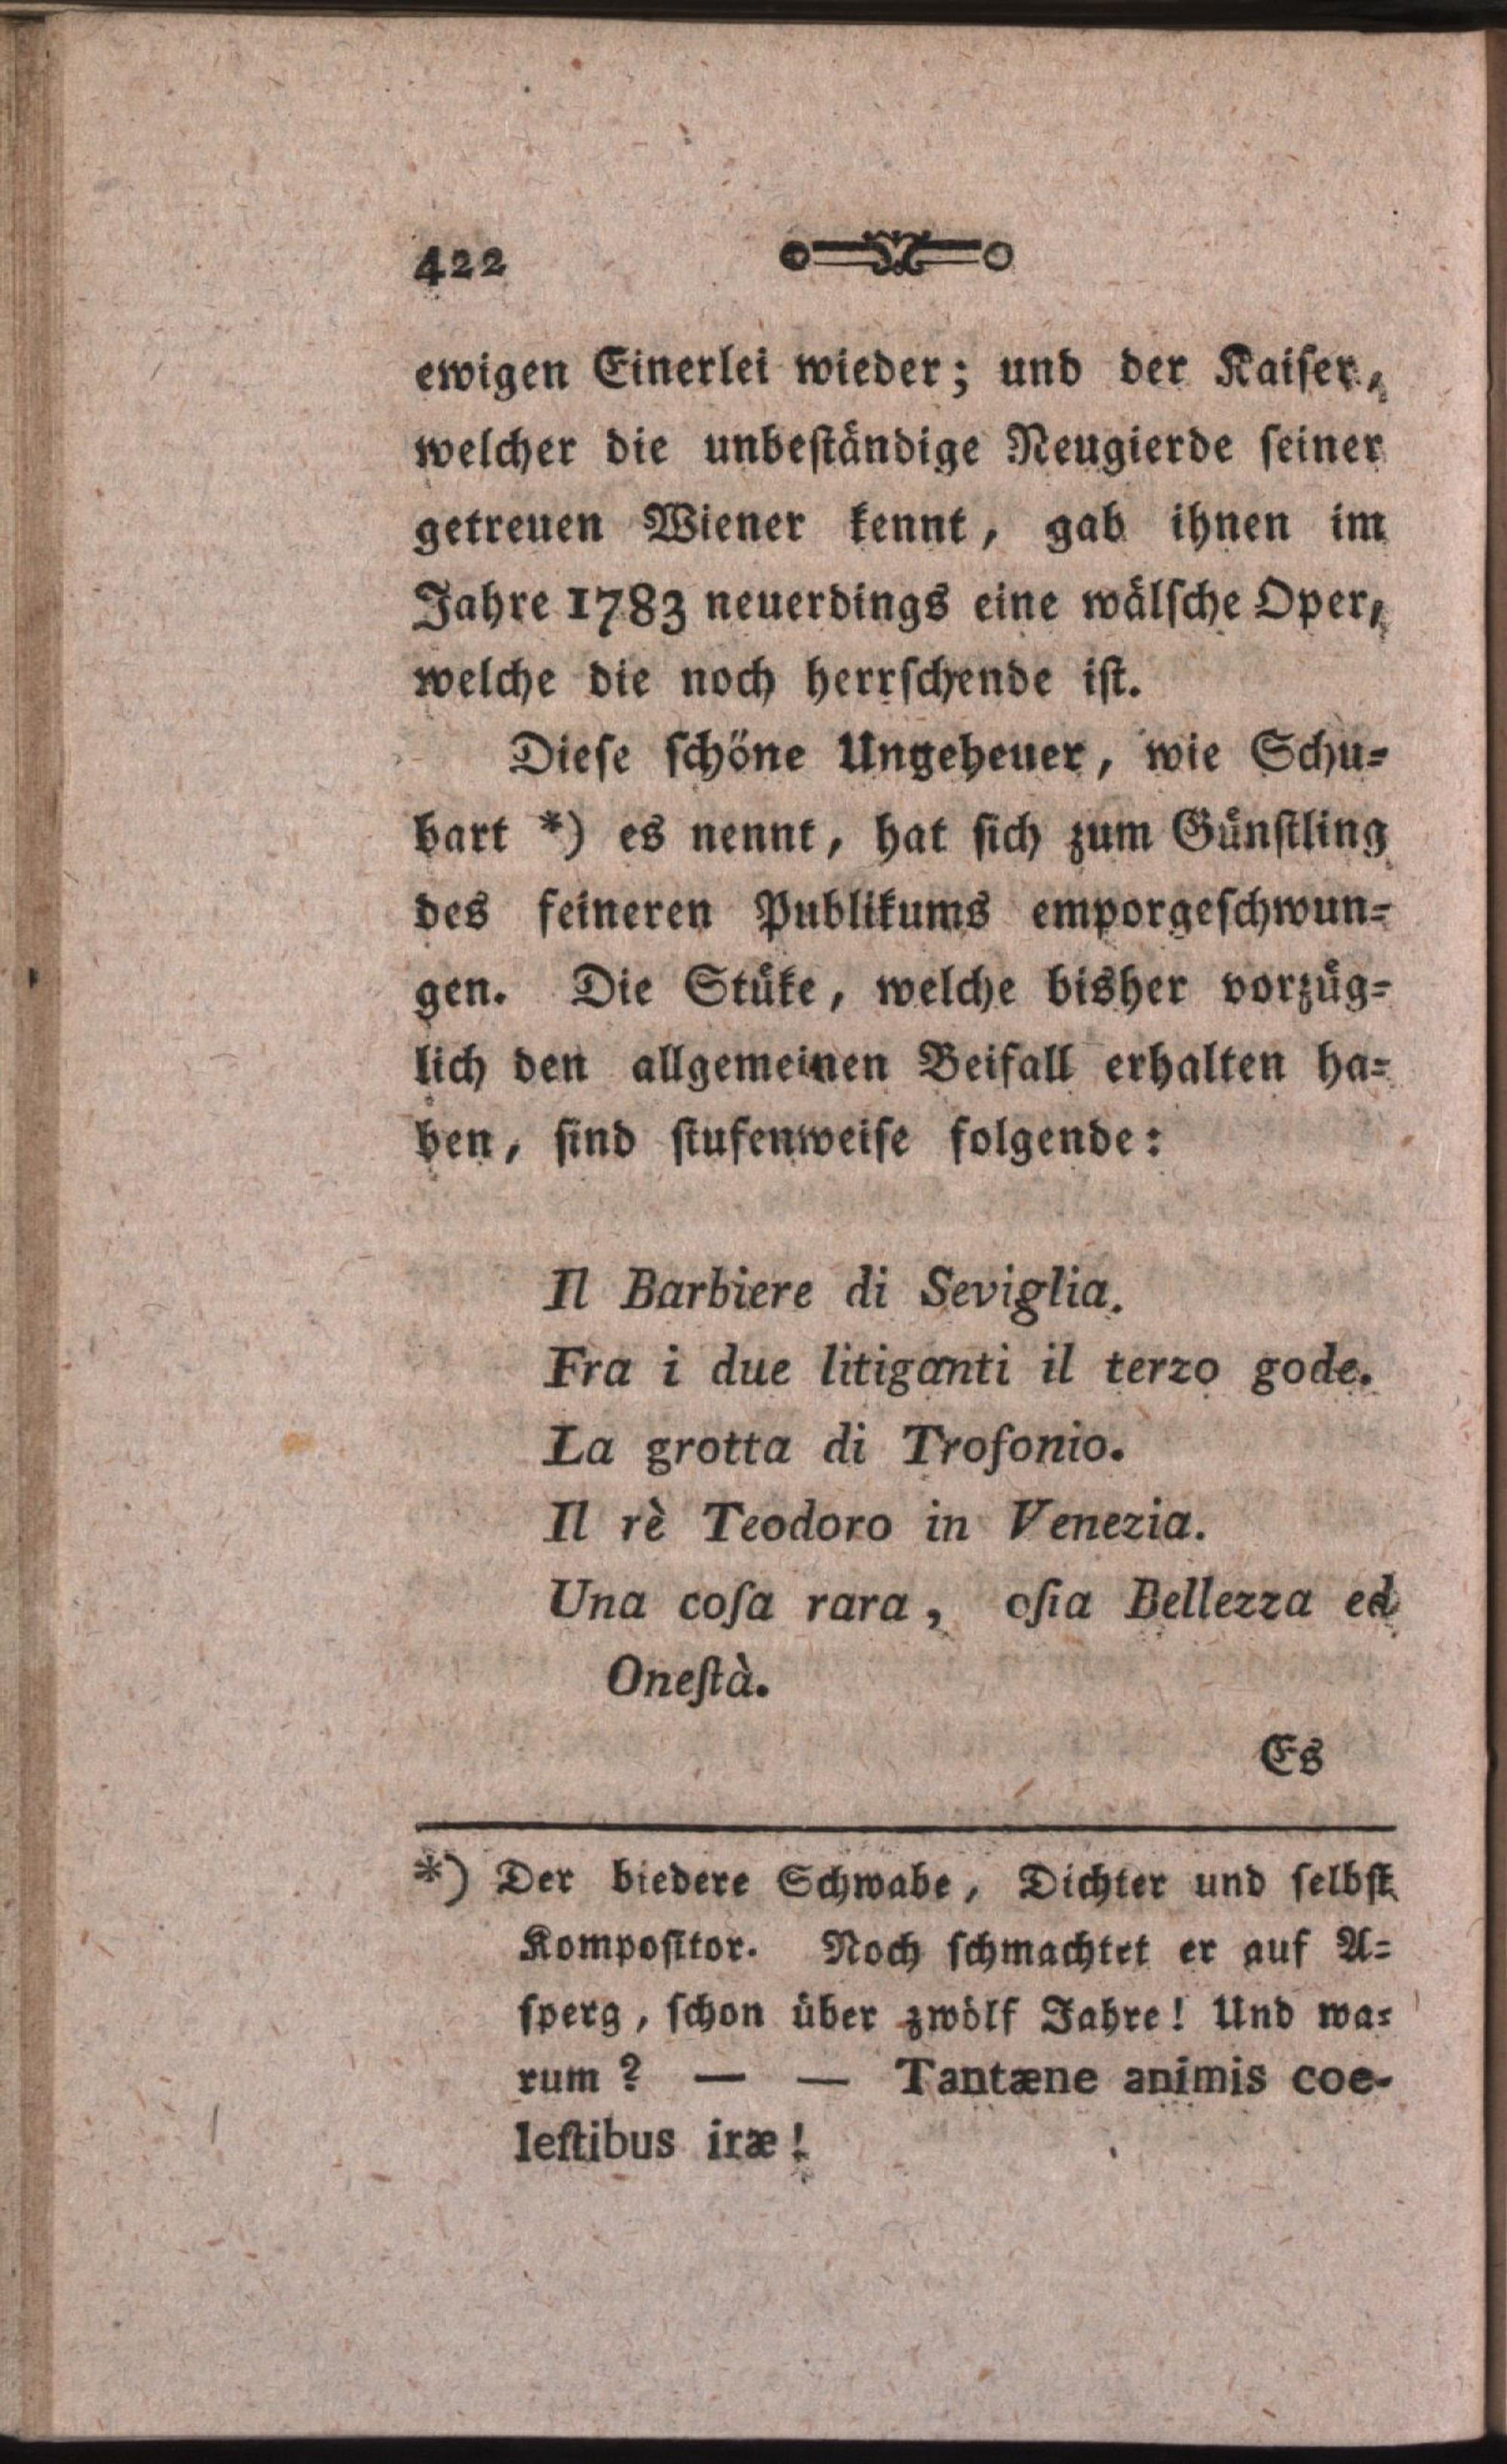 422
ewigen Einerlei wieder; und der Kaiſer,
welcher die unbeſtändige Neugierde ſeiner
getreuen Wiener kennt, gab ihnen im
Jahre 1783 neuerdings eine wälſche Oper,
welche die noch herrſchende iſt.
Dieſe ſchöne Ungeheuer, wie Schu=
bart *) es nennt, hat ſich zum Günſtling
des feineren Publikums emporgeſchwun=
gen. Die Stüke, welche bisher vorzüg=
lich den allgemeinen Beifall erhalten ha=
ben, ſind ſtufenweiſe folgende:
Il Barbiere di Seviglia.
Fra i due litiganti il terzo gode.
La grotta di Trofonio.
Il rè Teodoro in Venezia.
Una coſa rara, oſia Bellezza ed
Oneſtà.
Es
*) Der biedere Schwabe, Dichter und ſelbſt
Kompoſitor. Noch ſchmachtet er auf A=
ſperg, ſchon über zwölf Jahre! Und wa=
rum? — — Tantæne animis coe-
leſtibus iræ!